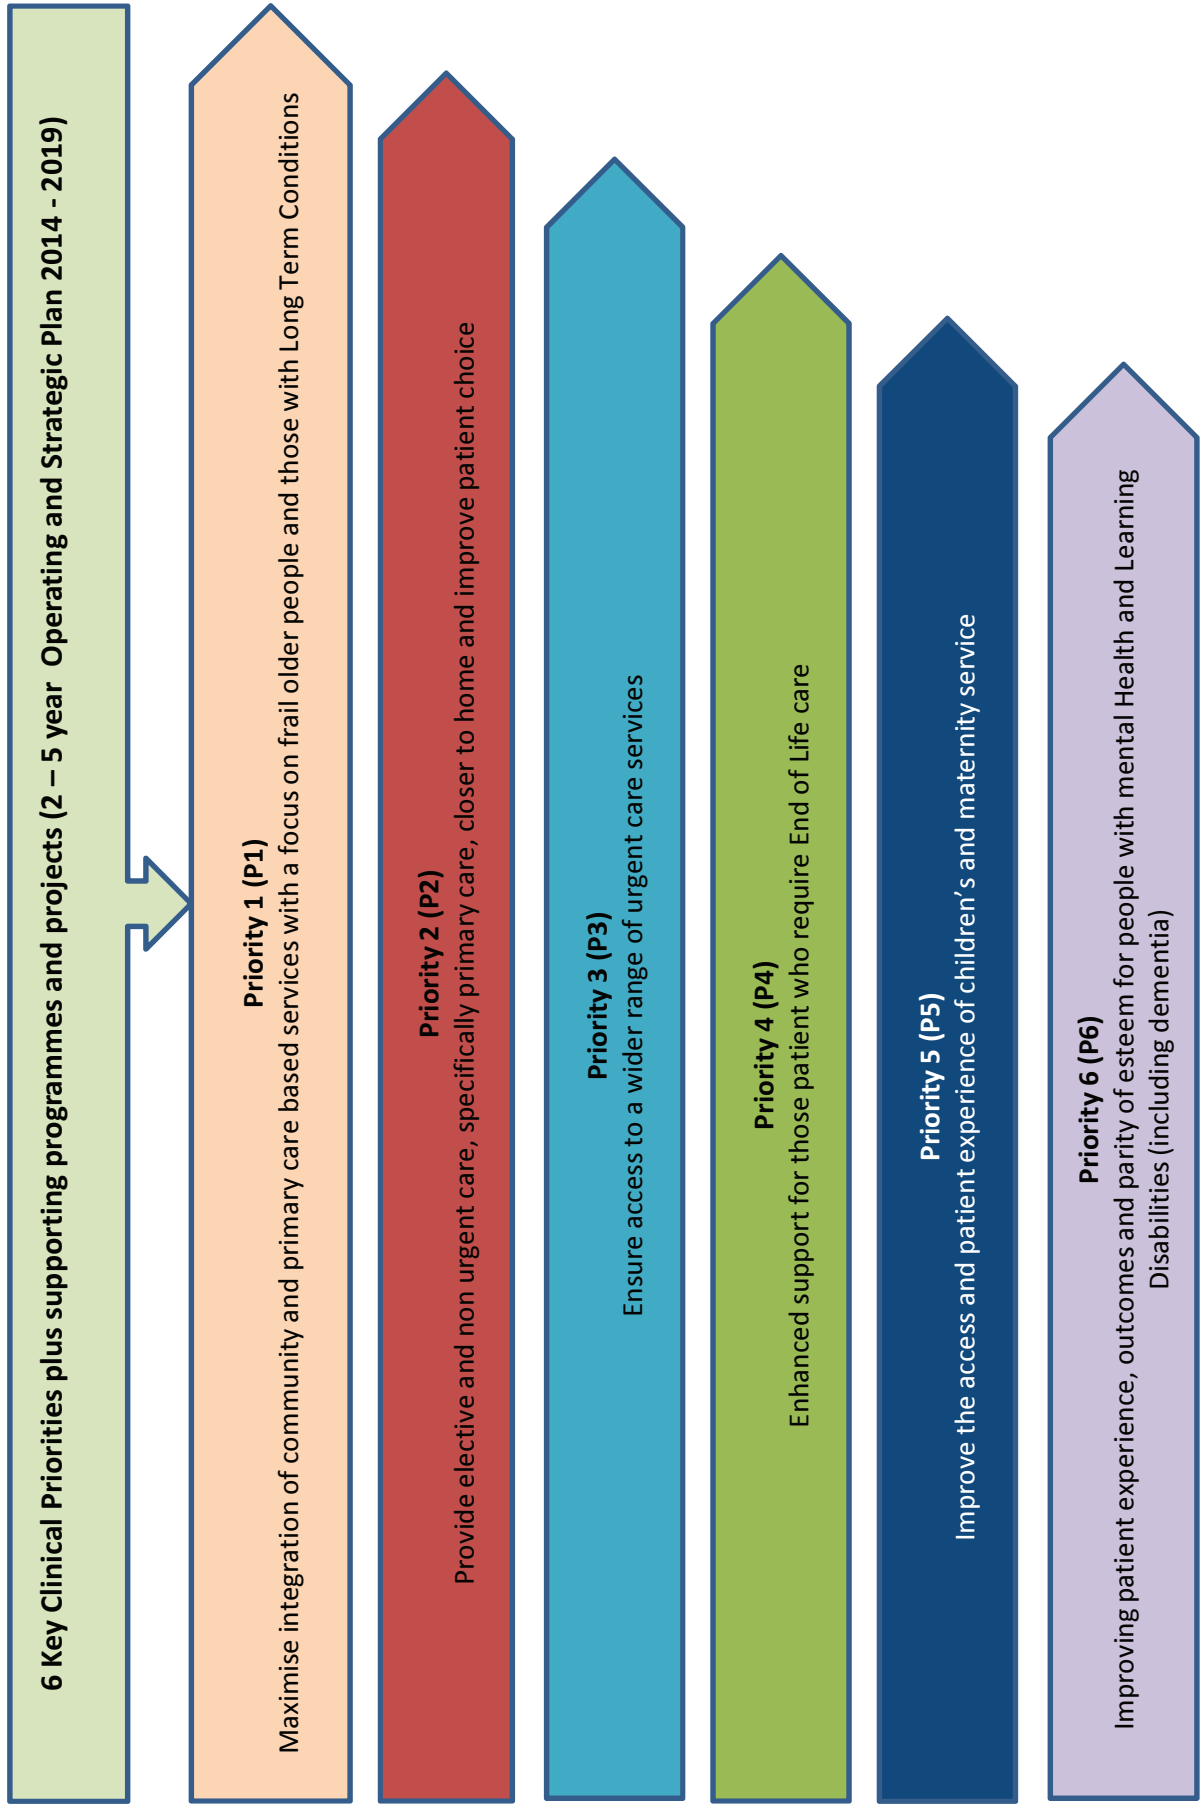 6 Key Clinical Priorities plus supporting programmes and projects (2 – 5 year Operating and Strategic Plan 2014 - 2019)
Priority 1 (P1)
Maximise integration of community and primary care based services with a focus on frail older people and those with Long Term Conditions
Priority 2 (P2)
Provide elective and non urgent care, specifically primary care, closer to home and improve patient choice
Priority 3 (P3)
Ensure access to a wider range of urgent care services
Priority 4 (P4)
Enhanced support for those patient who require End of Life care
Priority 5 (P5)
Improve the access and patient experience of children’s and maternity service
Priority 6 (P6)
Improving patient experience, outcomes and parity of esteem for people with mental Health and Learning
Disabilities (including dementia)